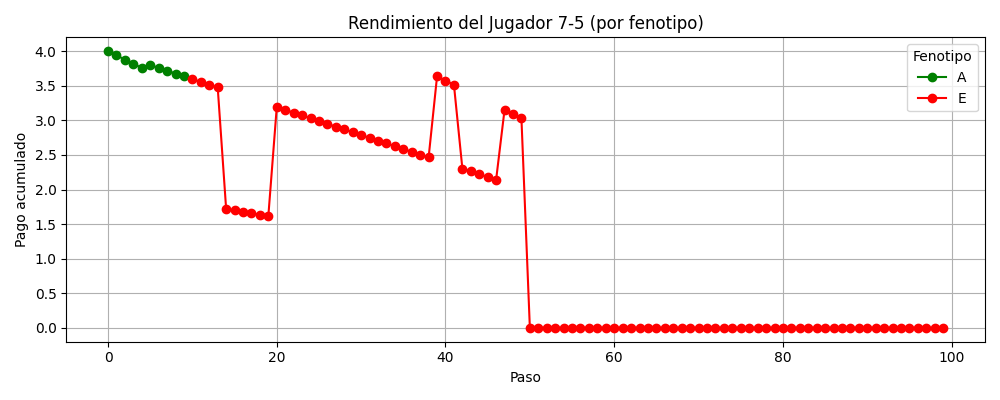 Rendimiento del Jugador 7-5 (por fenotipo)
Pago acumulado
4.0
3.5
3.0
2.5
2.0
1.5
1.0
0.5
0.0
Fenotipo
A
E
0 20 40 60 80 100
Paso